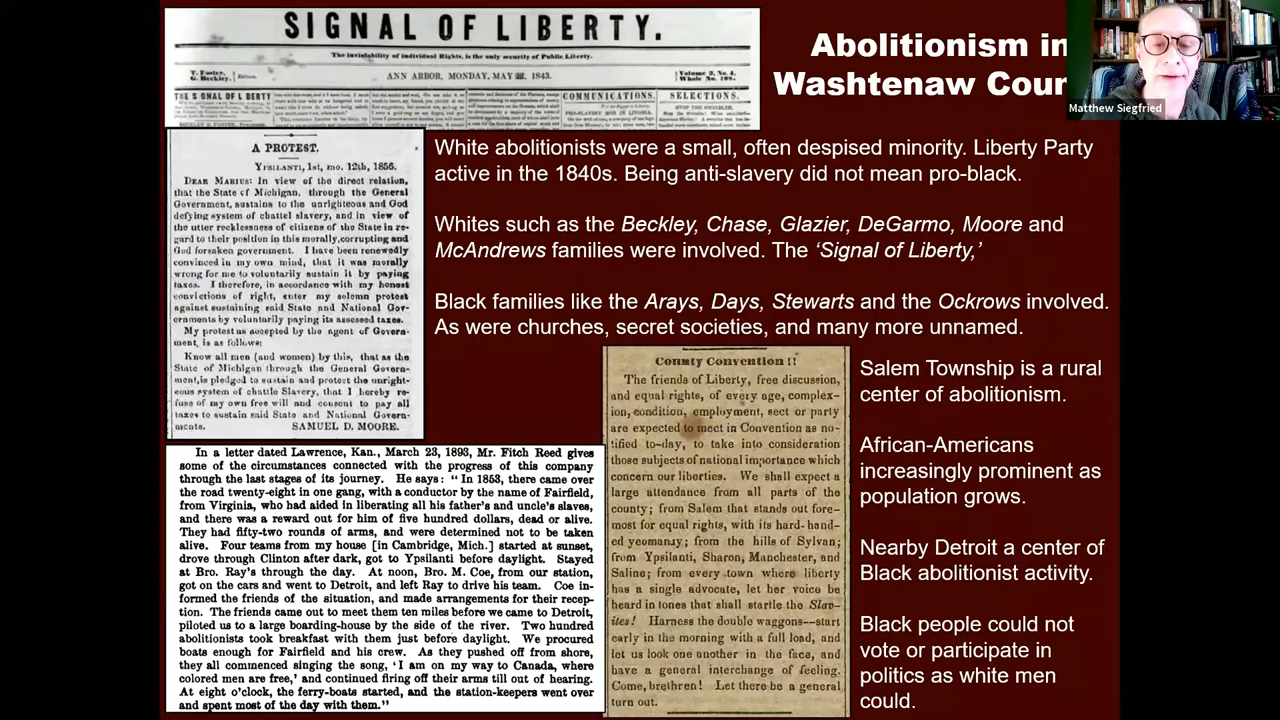 SIGNAL OF LIBERTY.
The inviolability of individual Rights, is the only security of Public Liberty.
T. Foster,
G. Beckley, Editors.
ANN ARBOR, MONDAY, MAY 22, 1843.
Volume 3, No. 4.
Whole No. 108.
THE SIGNAL OF LIBERTY
COMMUNICATIONS.
SELECTIONS.
Abolitionism in
Washtenaw Coun
Matthew Siegfried
A PROTEST.
YPSILANTI, 1st, mo. 12th, 1856.
DEAR MARIUS: In view of the direct relation,
that the State of Michigan, through the General
Government, sustains to the unrighteous and God
defying system of chattel slavery, and in view of
the utter recklessness of citizens of the State in re-
gard to their position in this morally,corrupting and
God forsaken government. I have been renewedly
convinced in my own mind, that it was morally
wrong for me to voluntarily sustain it by paying
taxes. I therefore, in accordance with my honest
convictions of right, enter my solemn protest
against sustaining said State and National Gov-
ernments by voluntarily paying its assessed taxes.
My protest as accepted by the agent of Govern-
ment, is as follows:
Know all men (and women) by this, that as the
State of Michigan through the General Govern-
ment,is pledged to sustain and protect the unright-
eous system of chattle Slavery, that I hereby re-
fuse of my own free will and consent to pay all
taxes to sustain said State and National Govern-
ments. SAMUEL D. MOORE.
White abolitionists were a small, often despised minority. Liberty Party
active in the 1840s. Being anti-slavery did not mean pro-black.
Whites such as the Beckley, Chase, Glazier, DeGarmo, Moore and
McAndrews families were involved. The ‘Signal of Liberty,’
Black families like the Arays, Days, Stewarts and the Ockrows involved.
As were churches, secret societies, and many more unnamed.
In a letter dated Lawrence, Kan., March 23, 1893, Mr. Fitch Reed gives
some of the circumstances connected with the progress of this company
through the last stages of its journey. He says: “ In 1853, there came over
the road twenty-eight in one gang, with a conductor by the name of Fairfield,
from Virginia, who had aided in liberating all his father's and uncle's slaves,
and there was a reward out for him of five hundred dollars, dead or alive.
They had fifty-two rounds of arms, and were determined not to be taken
alive. Four teams from my house [in Cambridge, Mich.] started at sunset,
drove through Clinton after dark, got to Ypsilanti before daylight. Stayed
at Bro. Ray's through the day. At noon, Bro. M. Coe, from our station,
got on the cars and went to Detroit, and left Ray to drive his team. Coe in-
formed the friends of the situation, and made arrangements for their recep-
tion. The friends came out to meet them ten miles before we came to Detroit,
piloted us to a large boarding-house by the side of the river. Two hundred
abolitionists took breakfast with them just before daylight. We procured
boats enough for Fairfield and his crew. As they pushed off from shore,
they all commenced singing the song, ‘ I am on my way to Canada, where
colored men are free,’ and continued firing off their arms till out of hearing.
At eight o'clock, the ferry-boats started, and the station-keepers went over
and spent most of the day with them.”
County Convention!!
The friends of Liberty, free discussion,
and equal rights, of every age, complex-
ion, condition, employment, sect or party
are expected to meet in Convention as no-
tified to-day, to take into consideration
those subjects of national importance which
concern our liberties. We shall expect a
large attendance from all parts of the
county; from Salem that stands out fore-
most for equal rights, with its hard-hand-
ed yeomanry; from the hills of Sylvan;
from Ypsilanti, Sharon, Manchester, and
Saline; from every town where liberty
has a single advocate, let her voice be
heard in tones that shall startle the Slav-
ites! Harness the double waggons—start
early in the morning with a full load, and
let us look one another in the face, and
have a general interchange of feeling.
Come, brethren! Let there be a general
turn out.
Salem Township is a rural
center of abolitionism.
African-Americans
increasingly prominent as
population grows.
Nearby Detroit a center of
Black abolitionist activity.
Black people could not
vote or participate in
politics as white men
could.